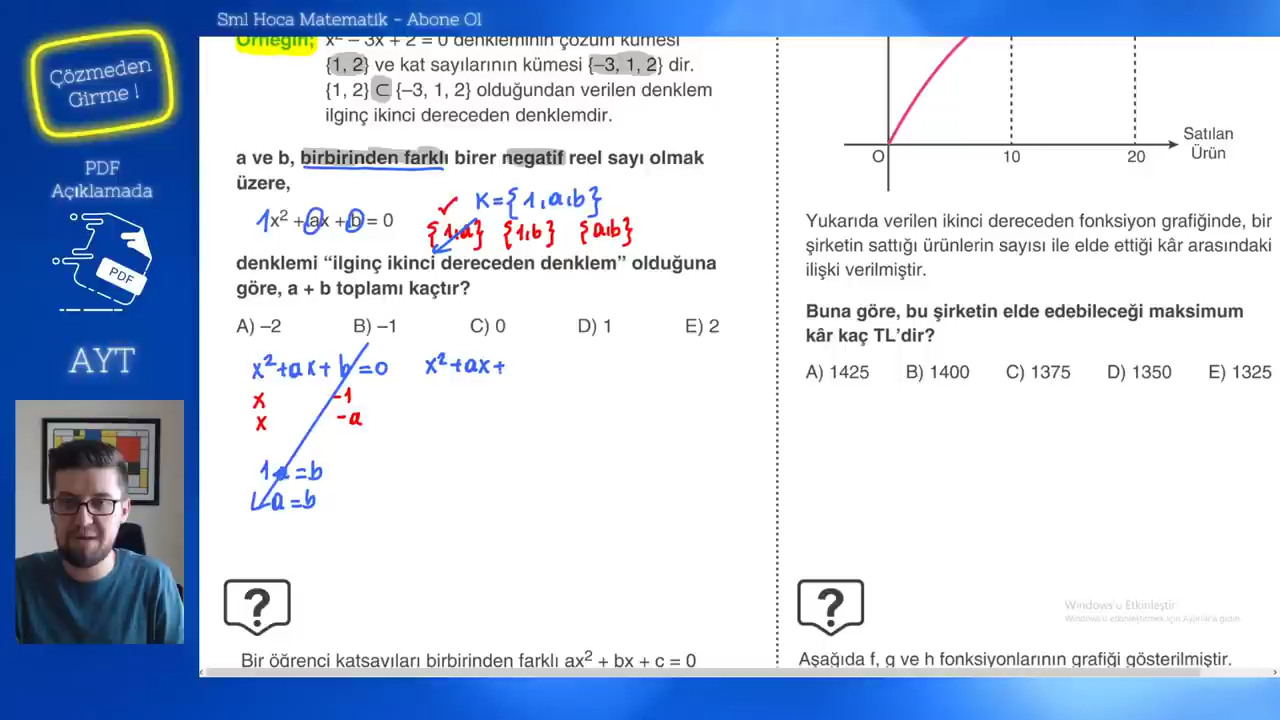 Sml Hoca Matematik - Abone Ol
Çözmeden
Girme !
PDF
Açıklamada
PDF
AYT
Örneğin; x² – 3x + 2 = 0 denkleminin çözüm kümesi
{1, 2} ve kat sayılarının kümesi {–3, 1, 2} dir.
{1, 2} ⊂ {–3, 1, 2} olduğundan verilen denklem
ilginç ikinci dereceden denklemdir.
a ve b, birbirinden farklı birer negatif reel sayı olmak
üzere,
K={1,a,b}
1x² + ax + b = 0
{1,a} {1,b} {a,b}
denklemi “ilginç ikinci dereceden denklem” olduğuna
göre, a + b toplamı kaçtır?
A) –2 B) –1 C) 0 D) 1 E) 2
x²+ax+b=0 x²+ax+
x -1
x -a
1a=b
a=b
?
Bir öğrenci katsayıları birbirinden farklı ax² + bx + c = 0
O 10 20
Satılan
Ürün
Yukarıda verilen ikinci dereceden fonksiyon grafiğinde, bir
şirketin sattığı ürünlerin sayısı ile elde ettiği kâr arasındaki
ilişki verilmiştir.
Buna göre, bu şirketin elde edebileceği maksimum
kâr kaç TL’dir?
A) 1425 B) 1400 C) 1375 D) 1350 E) 1325
?
Windows'u Etkinleştir
Windows'u etkinleştirmek için Ayarlar'a gidin.
Aşağıda f, g ve h fonksiyonlarının grafiği gösterilmiştir.